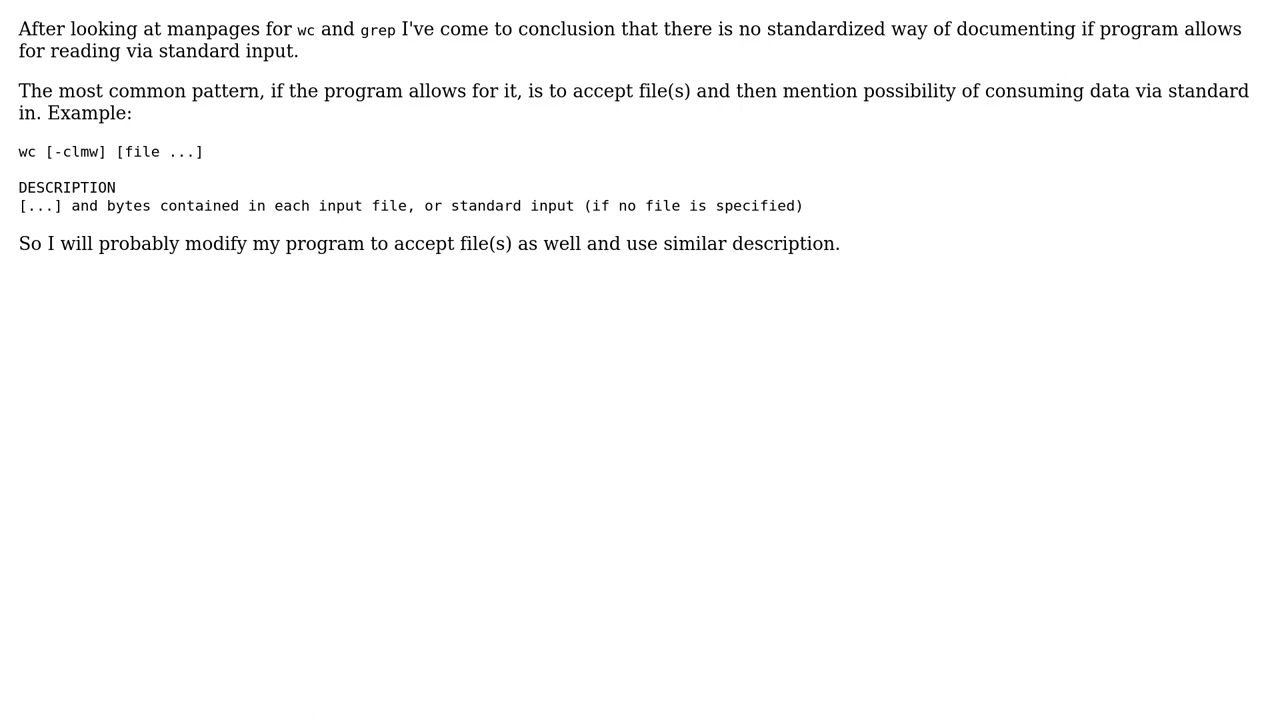 After looking at manpages for wc and grep I've come to conclusion that there is no standardized way of documenting if program allows
for reading via standard input.
The most common pattern, if the program allows for it, is to accept file(s) and then mention possibility of consuming data via standard
in. Example:
wc [-clmw] [file ...]
DESCRIPTION
[...] and bytes contained in each input file, or standard input (if no file is specified)
So I will probably modify my program to accept file(s) as well and use similar description.